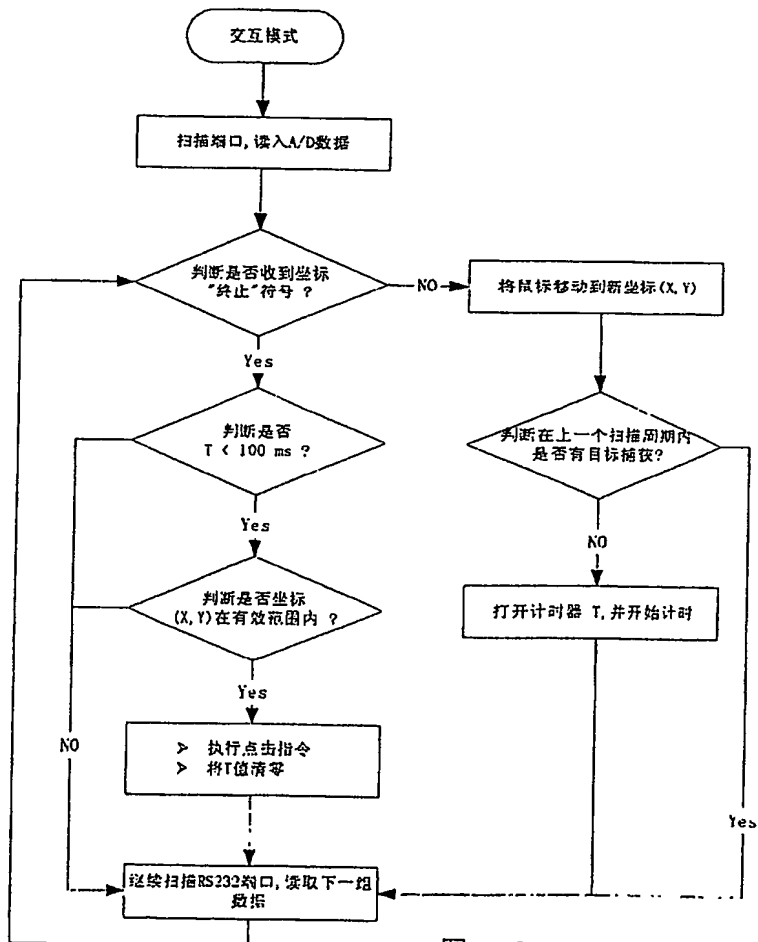 交互模式
扫描端口,读入A/D数据
判断是否收到坐标
"终止"符号 ?
NO
将鼠标移动到新坐标(X,Y)
Yes
判断是否
T < 100 ms ?
判断在上一个扫描周期内
是否有目标捕获?
Yes
NO
判断是否坐标
(X,Y)在有效范围内 ?
打开计时器 T,并开始计时
Yes
NO
➢ 执行点击指令
➢ 将T值清零
Yes
继续扫描RS232端口,读取下一组
数据